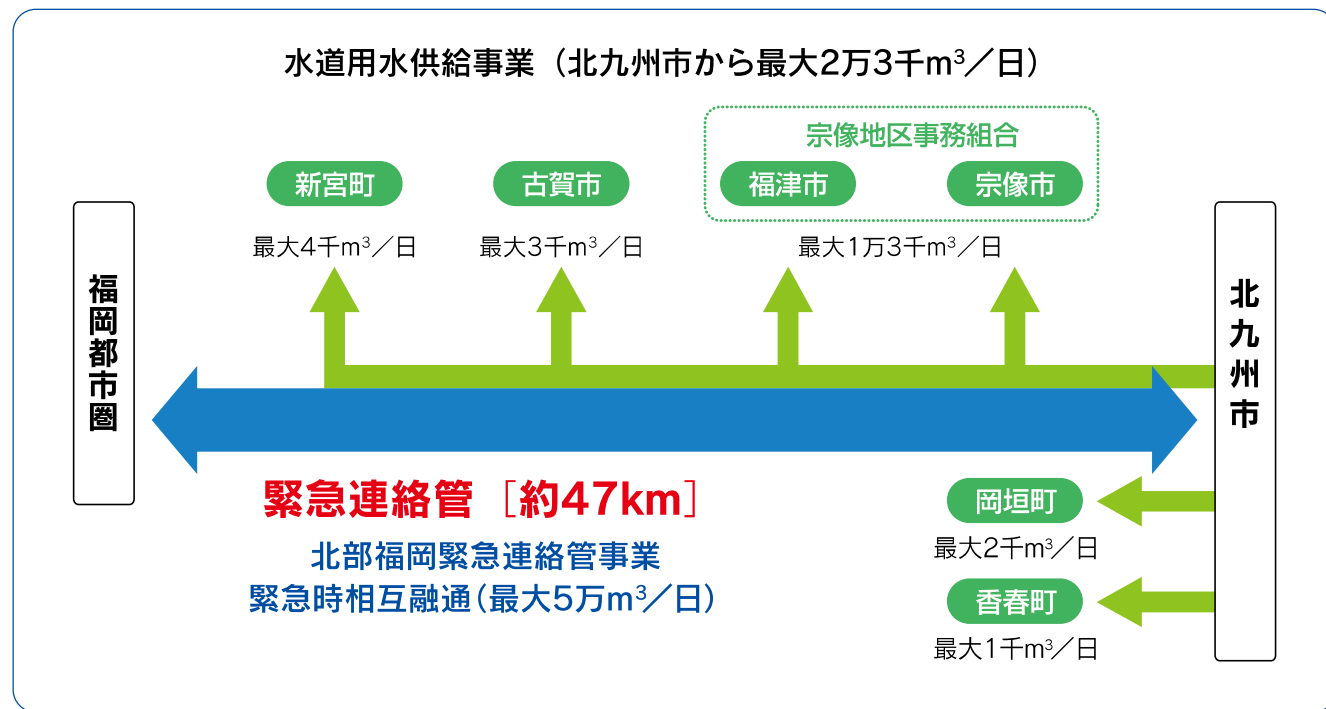 水道用水供給事業（北九州市から最大2万3千m³／日）
宗像地区事務組合
新宮町
古賀市
福津市
宗像市
最大4千m³／日
最大3千m³／日
最大1万3千m³／日
福岡都市圏
北九州市
緊急連絡管［約47km］
北部福岡緊急連絡管事業
緊急時相互融通（最大5万m³／日）
岡垣町
最大2千m³／日
香春町
最大1千m³／日